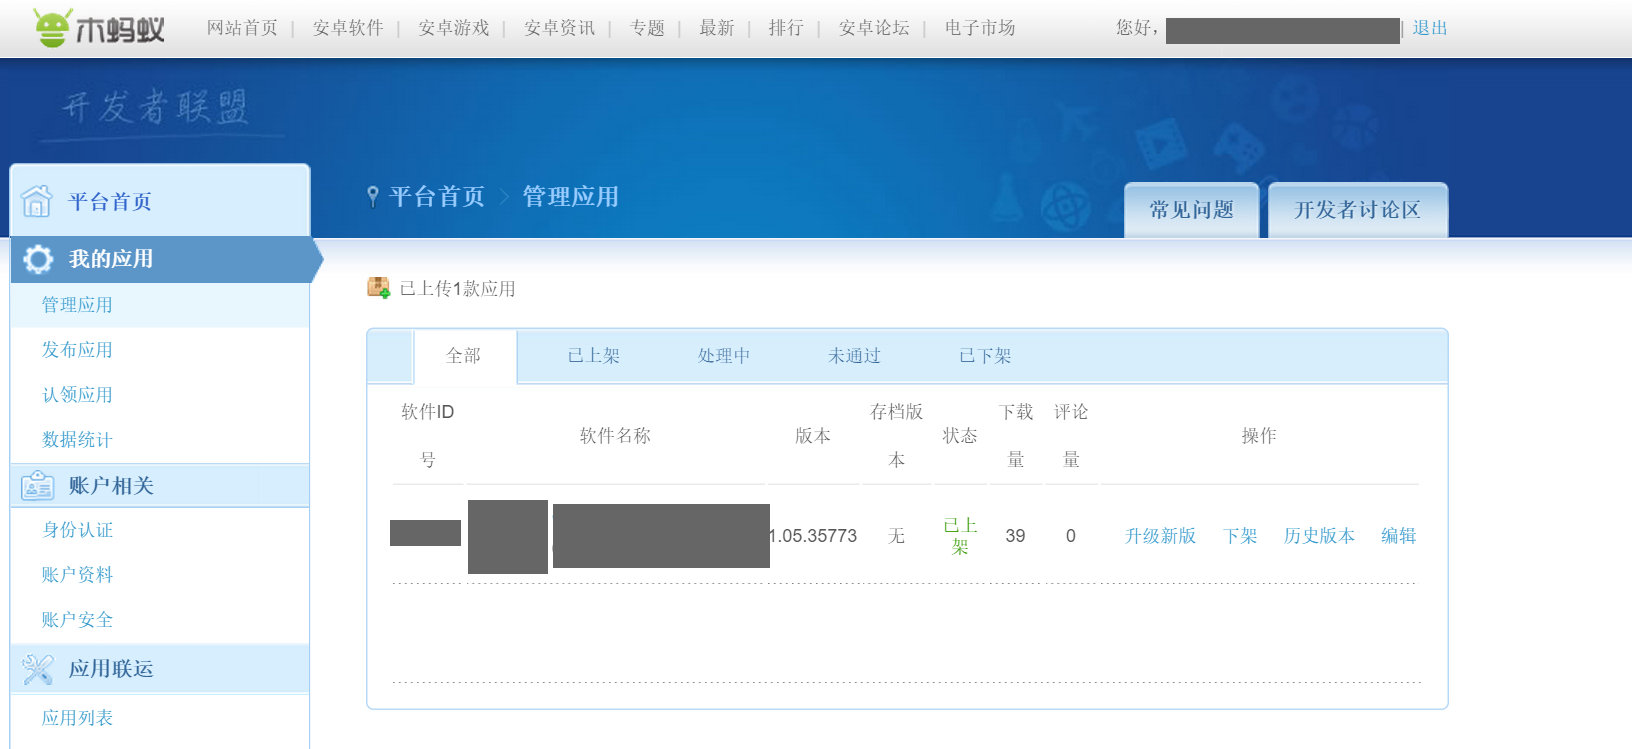 木蚂蚁
网站首页 | 安卓软件 | 安卓游戏 | 安卓资讯 | 专题 | 最新 | 排行 | 安卓论坛 | 电子市场
您好， | 退出
开发者联盟
平台首页
平台首页 > 管理应用
常见问题
开发者讨论区
我的应用
管理应用
发布应用
认领应用
数据统计
账户相关
身份认证
账户资料
账户安全
应用联运
应用列表
已上传1款应用
全部 已上架 处理中 未通过 已下架
软件ID号 软件名称 版本 存档版本 状态 下载量 评论量 操作
1.05.35773 无 已上架 39 0 升级新版 下架 历史版本 编辑